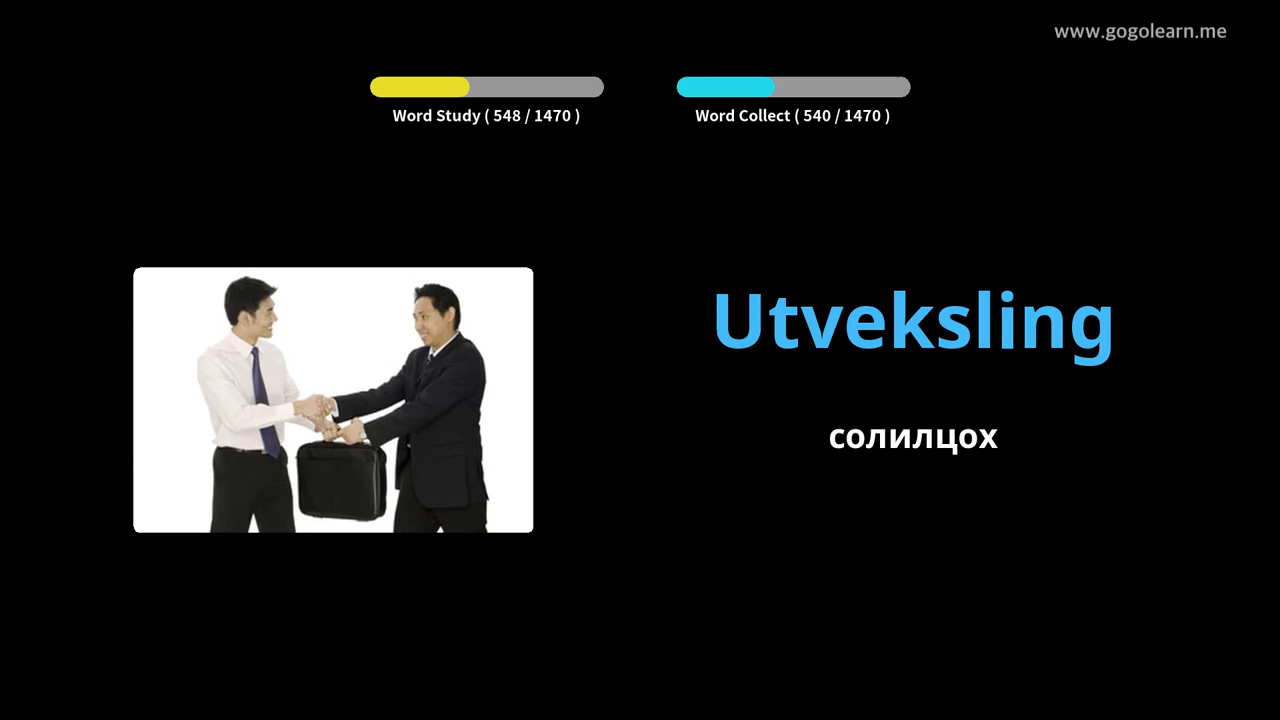 www.gogolearn.me
Word Study ( 548 / 1470 )
Word Collect ( 540 / 1470 )
Utveksling
солилцох